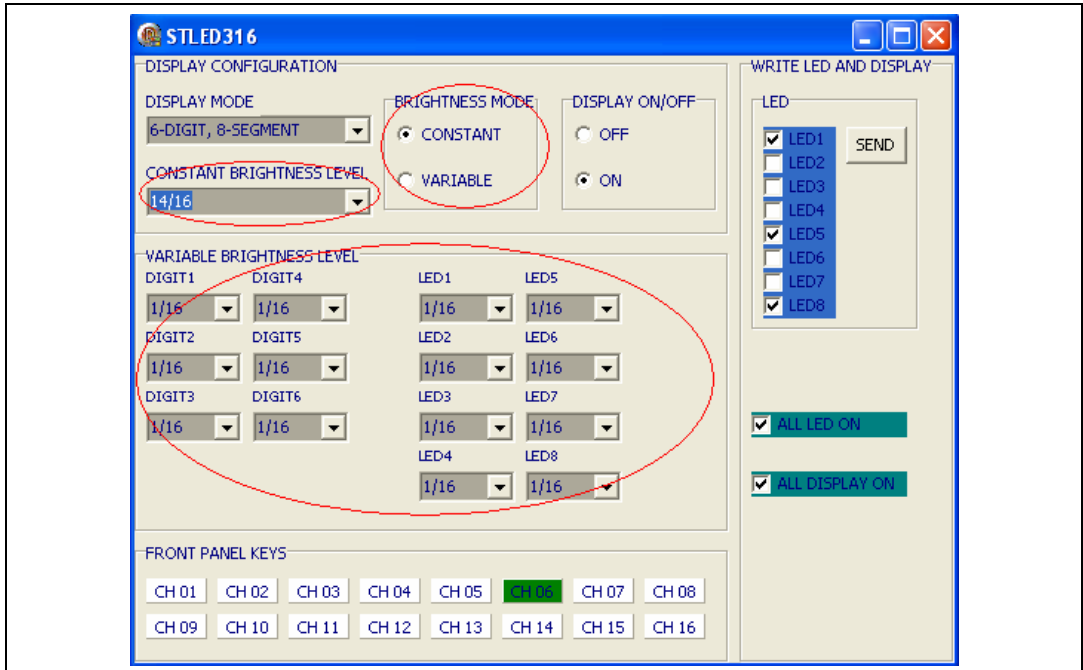 STLED316
DISPLAY CONFIGURATION
DISPLAY MODE
6-DIGIT, 8-SEGMENT
CONSTANT BRIGHTNESS LEVEL
14/16
BRIGHTNESS MODE
CONSTANT
VARIABLE
DISPLAY ON/OFF
OFF
ON
VARIABLE BRIGHTNESS LEVEL
DIGIT1 DIGIT4 LED1 LED5
1/16 1/16 1/16 1/16
DIGIT2 DIGIT5 LED2 LED6
1/16 1/16 1/16 1/16
DIGIT3 DIGIT6 LED3 LED7
1/16 1/16 1/16 1/16
LED4 LED8
1/16 1/16
FRONT PANEL KEYS
CH 01 CH 02 CH 03 CH 04 CH 05 CH 06 CH 07 CH 08
CH 09 CH 10 CH 11 CH 12 CH 13 CH 14 CH 15 CH 16
WRITE LED AND DISPLAY
LED
LED1
LED2
LED3
LED4
LED5
LED6
LED7
LED8
SEND
ALL LED ON
ALL DISPLAY ON